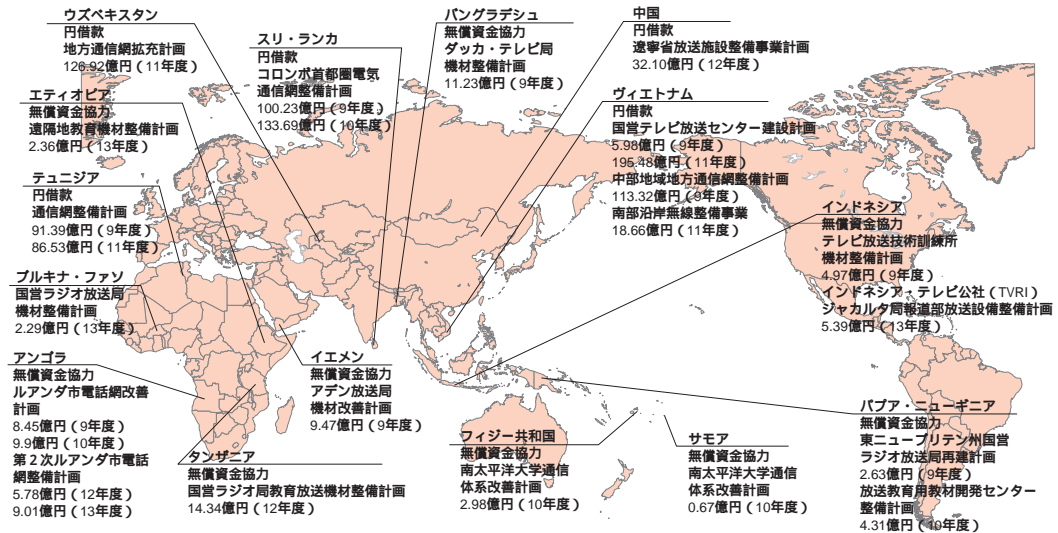 ウズベキスタン
円借款
地方通信網拡充計画
126.92億円（11年度）
スリ・ランカ
円借款
コロンボ首都圏電気
通信網整備計画
100.23億円（9年度）
133.69億円（10年度）
バングラデシュ
無償資金協力
ダッカ・テレビ局
機材整備計画
11.23億円（9年度）
中国
円借款
遼寧省放送施設整備事業計画
32.10億円（12年度）
エティオピア
無償資金協力
遠隔地教育機材整備計画
2.36億円（13年度）
ヴィエトナム
円借款
国営テレビ放送センター建設計画
5.98億円（9年度）
195.48億円（11年度）
中部地域地方通信網整備計画
113.32億円（9年度）
南部沿岸無線整備事業
18.66億円（11年度）
テュニジア
円借款
通信網整備計画
91.39億円（9年度）
86.53億円（11年度）
インドネシア
無償資金協力
テレビ放送技術訓練所
機材整備計画
4.97億円（9年度）
インドネシア・テレビ公社（TVRI）
ジャカルタ局報道部放送設備整備計画
5.39億円（13年度）
ブルキナ・ファソ
国営ラジオ放送局
機材整備計画
2.29億円（13年度）
アンゴラ
無償資金協力
ルアンダ市電話網改善
計画
8.45億円（9年度）
9.9億円（10年度）
第２次ルアンダ市電話
網整備計画
5.78億円（12年度）
9.01億円（13年度）
イエメン
無償資金協力
アデン放送局
機材改善計画
9.47億円（9年度）
タンザニア
無償資金協力
国営ラジオ局教育放送機材整備計画
14.34億円（12年度）
フィジー共和国
無償資金協力
南太平洋大学通信
体系改善計画
2.98億円（10年度）
サモア
無償資金協力
南太平洋大学通信
体系改善計画
0.67億円（10年度）
パプア・ニューギニア
無償資金協力
東ニューブリテン州国営
ラジオ放送局再建計画
2.63億円（9年度）
放送教育用教材開発センター
整備計画
4.31億円（10年度）